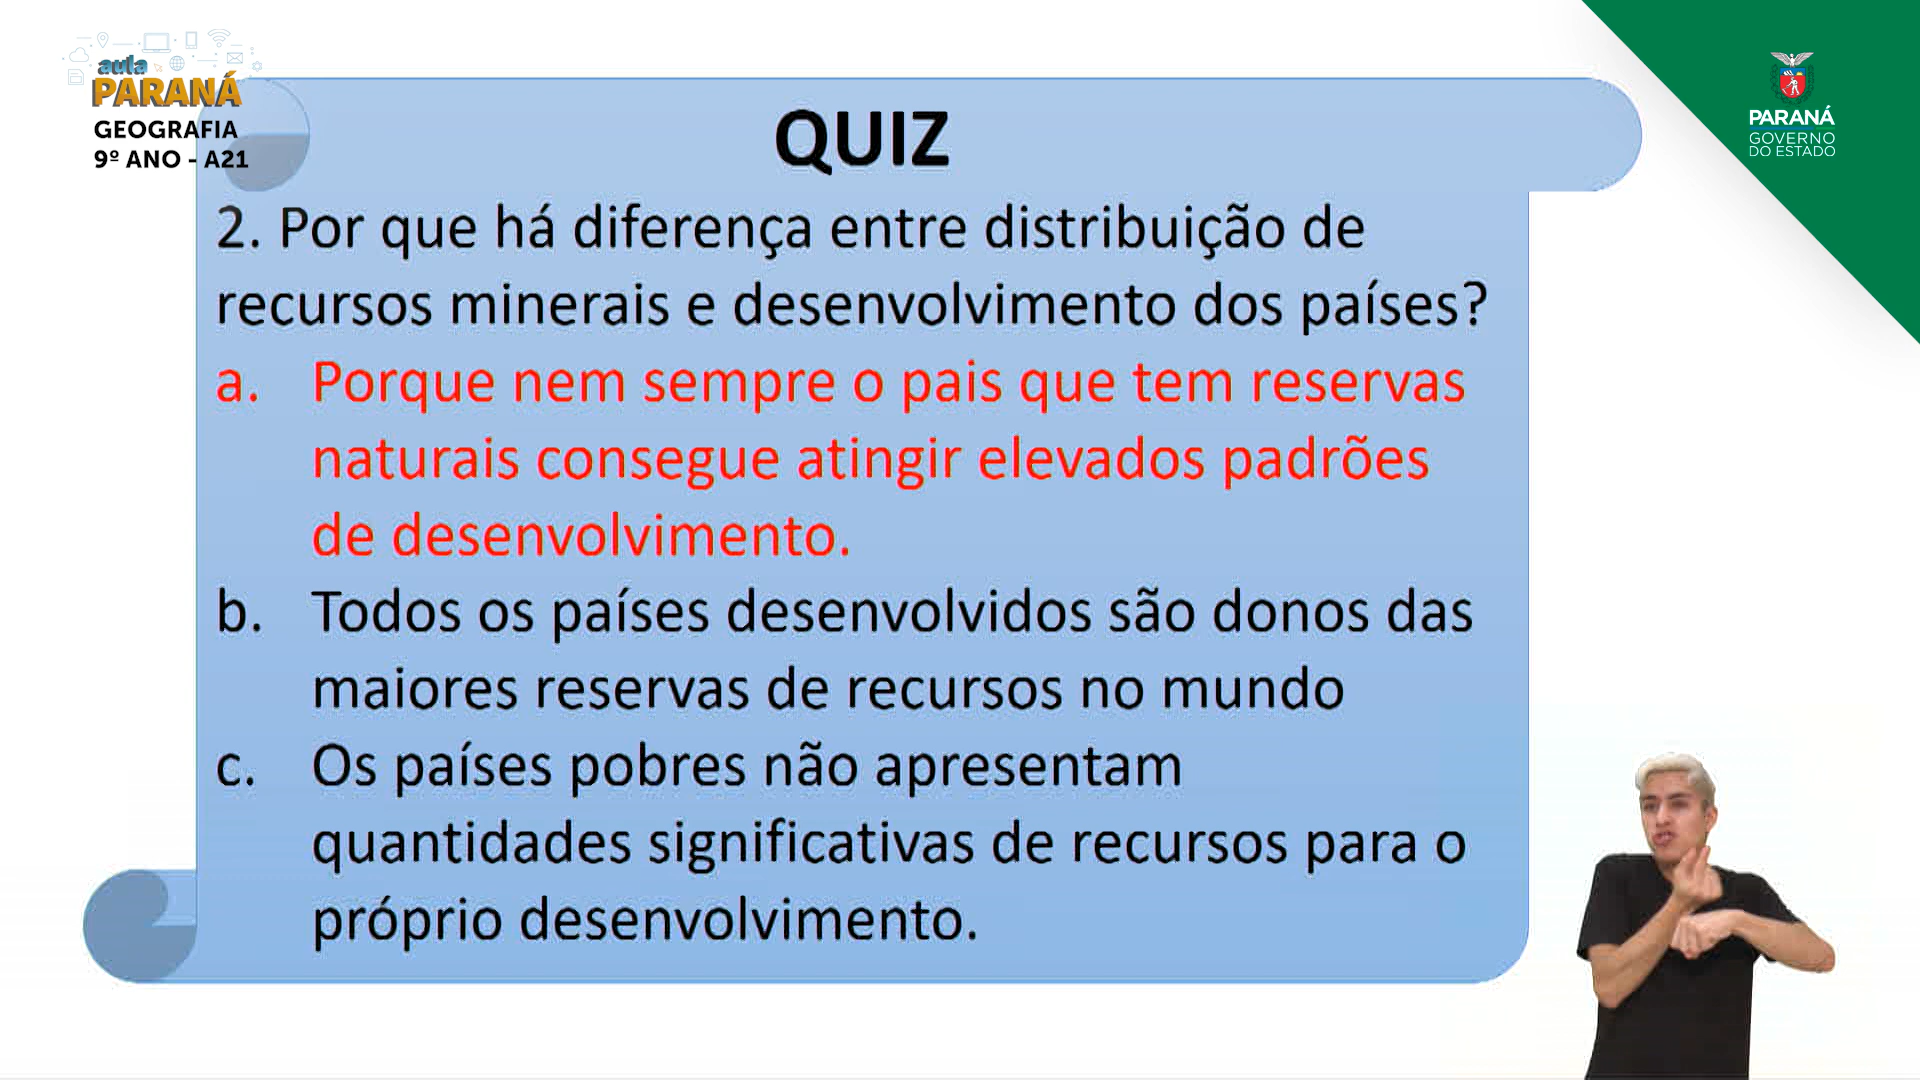 aula
PARANÁ
GEOGRAFIA
9º ANO - A21
PARANÁ
GOVERNO
DO ESTADO
QUIZ
2. Por que há diferença entre distribuição de
recursos minerais e desenvolvimento dos países?
a. Porque nem sempre o pais que tem reservas
naturais consegue atingir elevados padrões
de desenvolvimento.
b. Todos os países desenvolvidos são donos das
maiores reservas de recursos no mundo
c. Os países pobres não apresentam
quantidades significativas de recursos para o
próprio desenvolvimento.